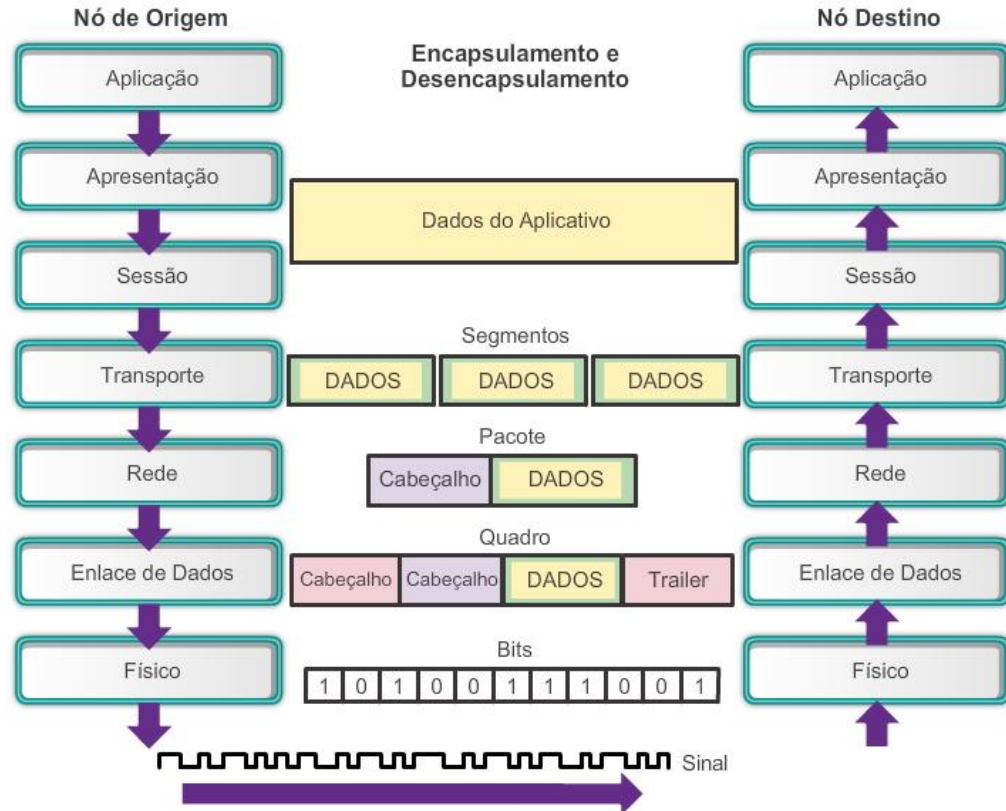 Nó de Origem
Encapsulamento e
Desencapsulamento
Nó Destino
Aplicação
Aplicação
Apresentação
Dados do Aplicativo
Apresentação
Sessão
Sessão
Segmentos
Transporte
DADOS
DADOS
DADOS
Transporte
Pacote
Rede
Cabeçalho
DADOS
Rede
Quadro
Enlace de Dados
Cabeçalho
Cabeçalho
DADOS
Trailer
Enlace de Dados
Bits
Físico
1 0 1 0 0 1 1 1 0 0 1
Físico
Sinal